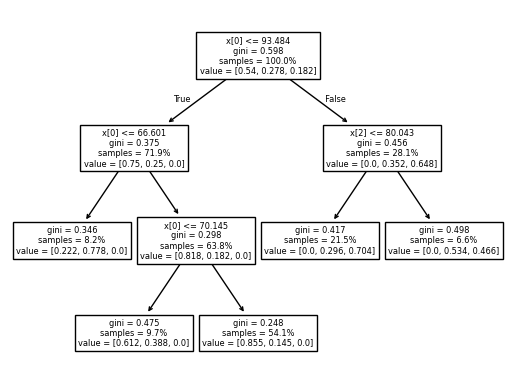 x[0] <= 93.484
gini = 0.598
samples = 100.0%
value = [0.54, 0.278, 0.182]
True
False
x[0] <= 66.601
gini = 0.375
samples = 71.9%
value = [0.75, 0.25, 0.0]
x[2] <= 80.043
gini = 0.456
samples = 28.1%
value = [0.0, 0.352, 0.648]
gini = 0.346
samples = 8.2%
value = [0.222, 0.778, 0.0]
x[0] <= 70.145
gini = 0.298
samples = 63.8%
value = [0.818, 0.182, 0.0]
gini = 0.417
samples = 21.5%
value = [0.0, 0.296, 0.704]
gini = 0.498
samples = 6.6%
value = [0.0, 0.534, 0.466]
gini = 0.475
samples = 9.7%
value = [0.612, 0.388, 0.0]
gini = 0.248
samples = 54.1%
value = [0.855, 0.145, 0.0]